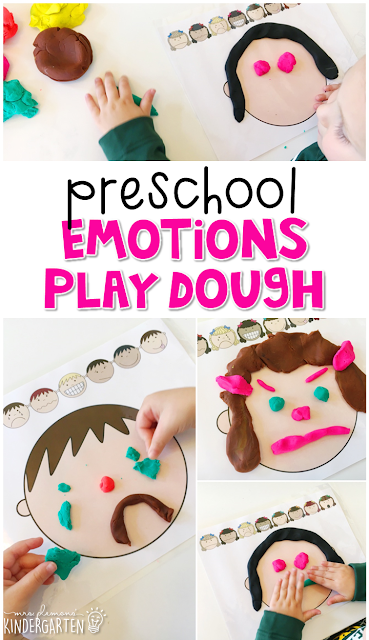 preschool
EMOTIONS
PLAY DOUGH
mrs. plemons'
KINDERGARTEN